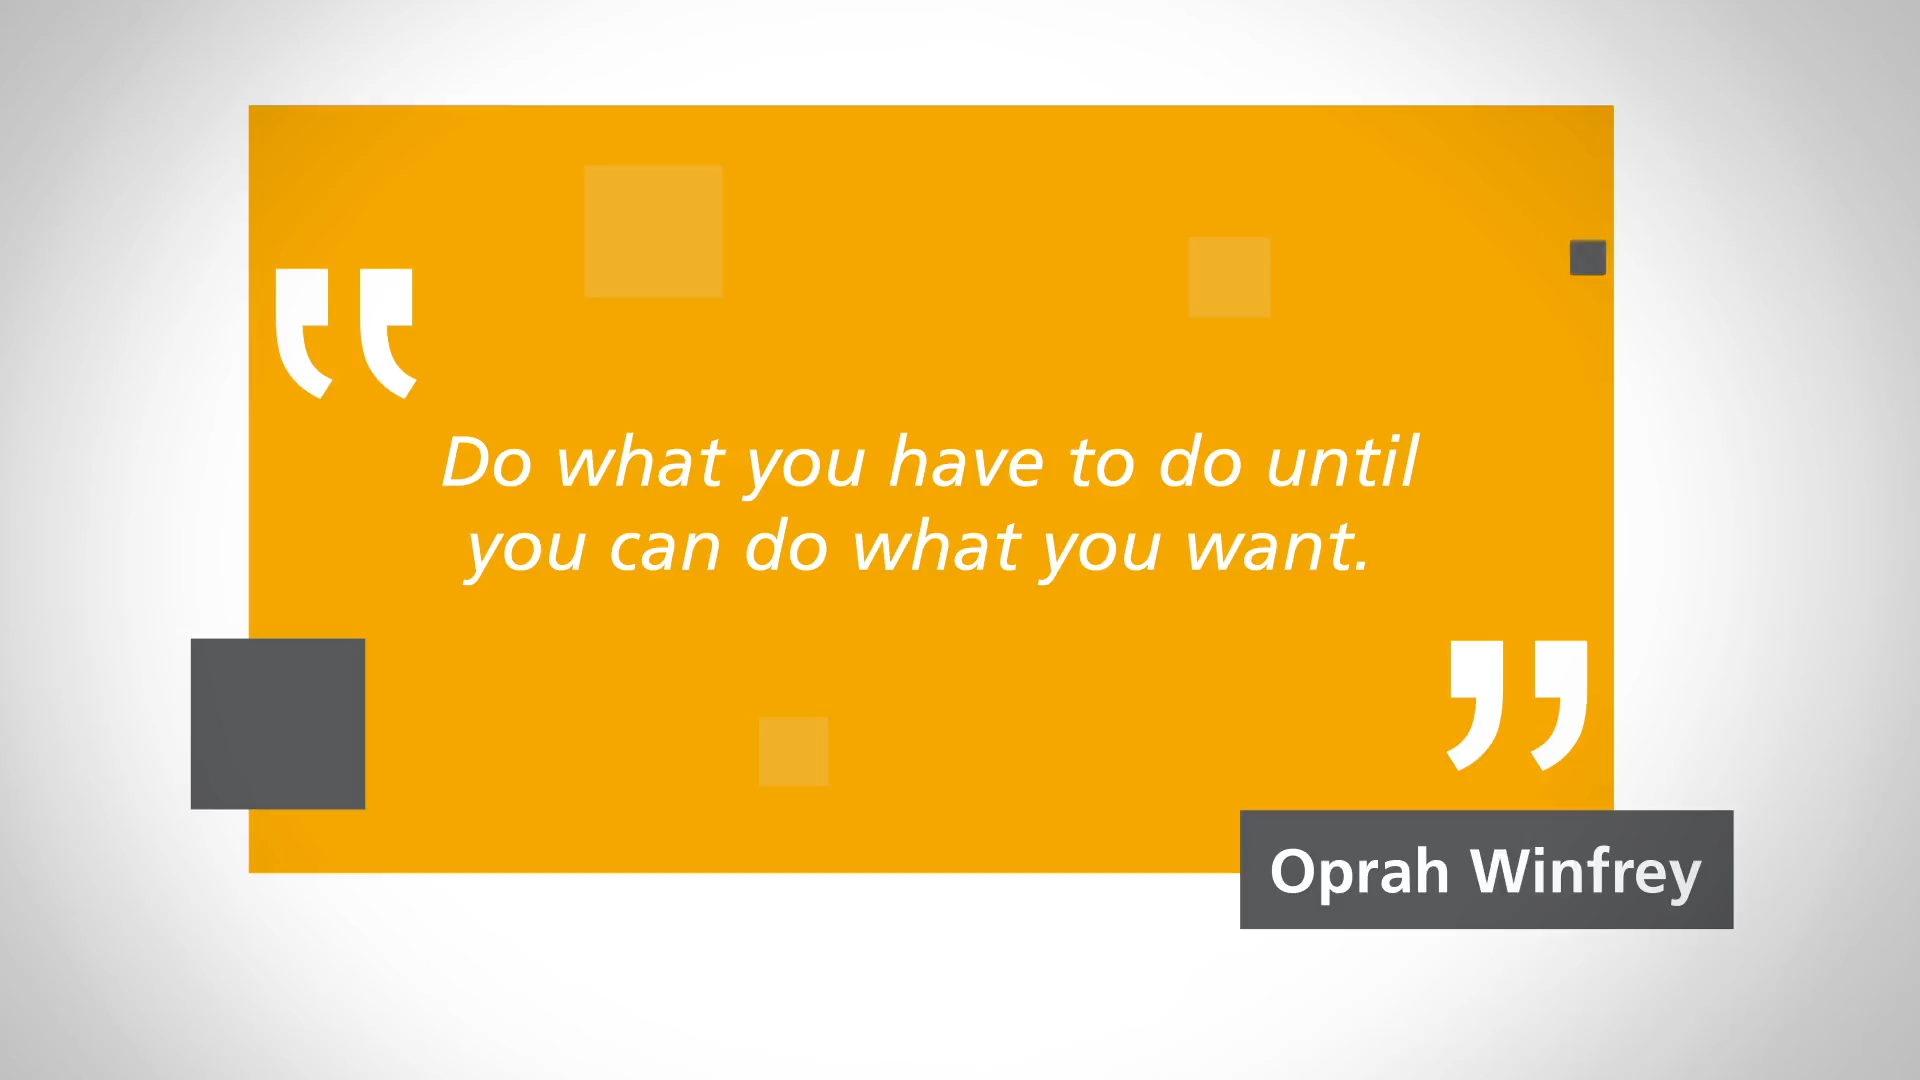 “
Do what you have to do until
you can do what you want.
”
Oprah Winfrey